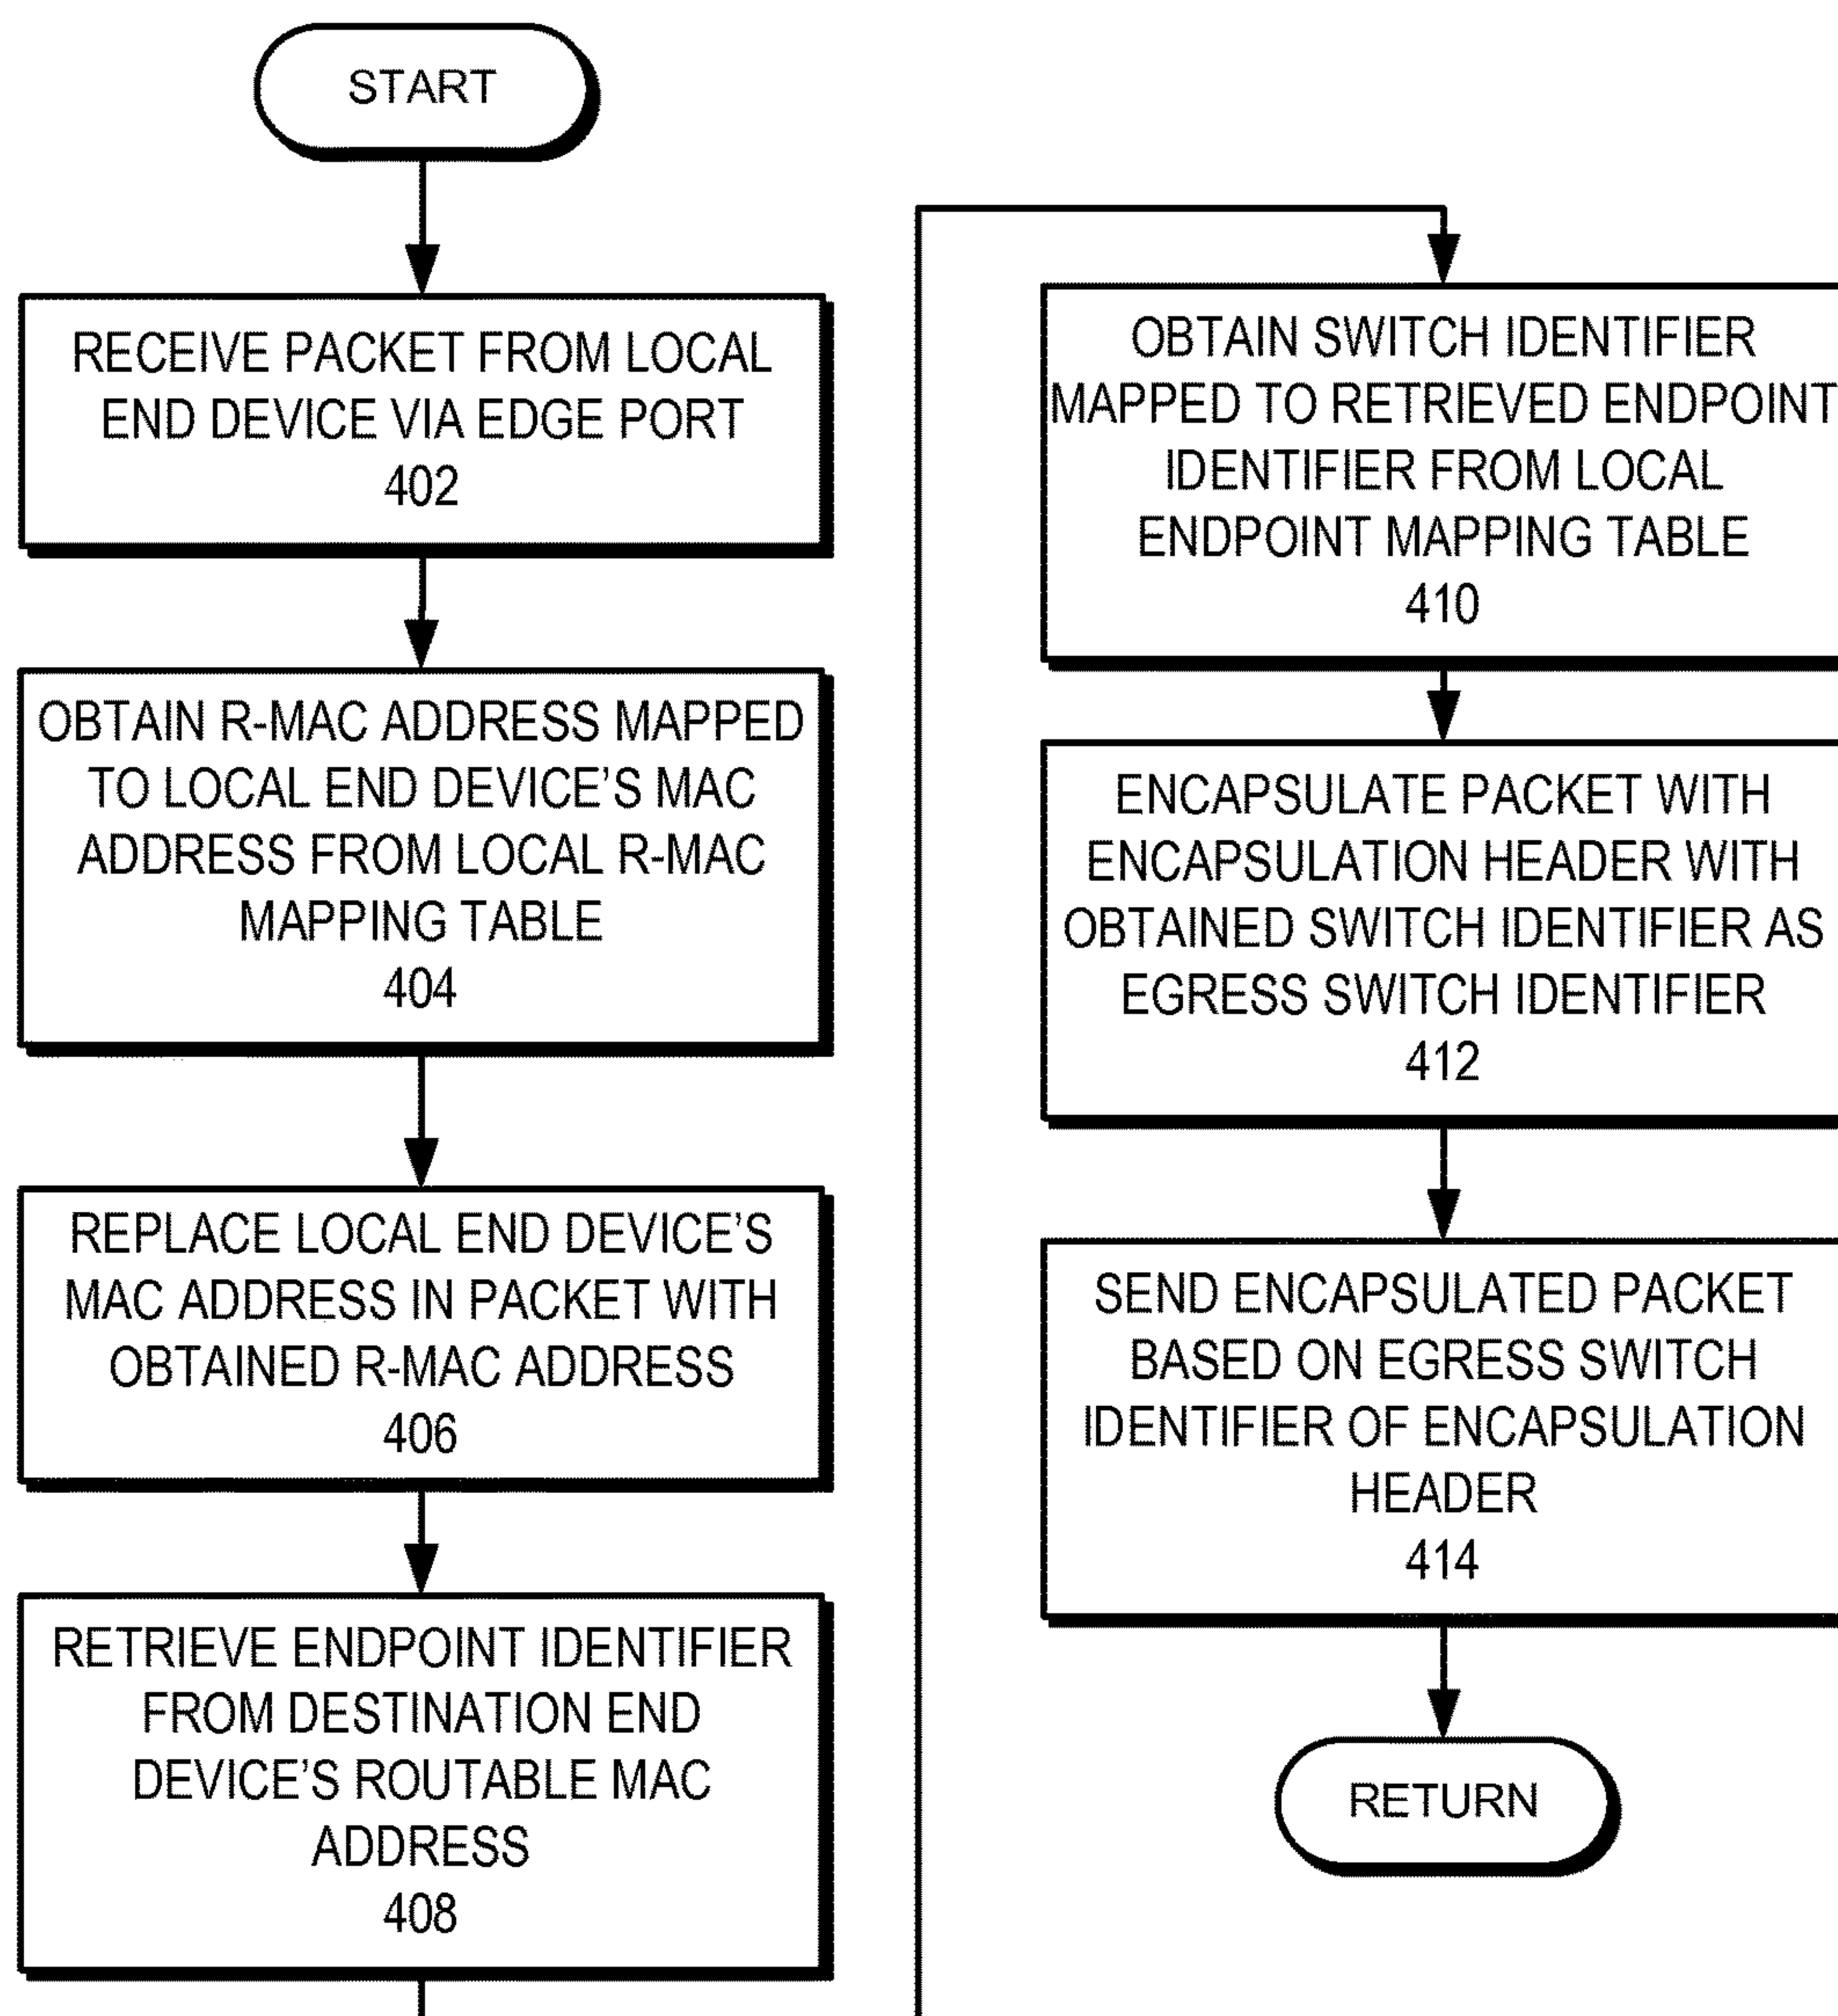 START
RECEIVE PACKET FROM LOCAL
END DEVICE VIA EDGE PORT
402
OBTAIN R-MAC ADDRESS MAPPED
TO LOCAL END DEVICE'S MAC
ADDRESS FROM LOCAL R-MAC
MAPPING TABLE
404
REPLACE LOCAL END DEVICE'S
MAC ADDRESS IN PACKET WITH
OBTAINED R-MAC ADDRESS
406
RETRIEVE ENDPOINT IDENTIFIER
FROM DESTINATION END
DEVICE'S ROUTABLE MAC
ADDRESS
408
OBTAIN SWITCH IDENTIFIER
MAPPED TO RETRIEVED ENDPOINT
IDENTIFIER FROM LOCAL
ENDPOINT MAPPING TABLE
410
ENCAPSULATE PACKET WITH
ENCAPSULATION HEADER WITH
OBTAINED SWITCH IDENTIFIER AS
EGRESS SWITCH IDENTIFIER
412
SEND ENCAPSULATED PACKET
BASED ON EGRESS SWITCH
IDENTIFIER OF ENCAPSULATION
HEADER
414
RETURN